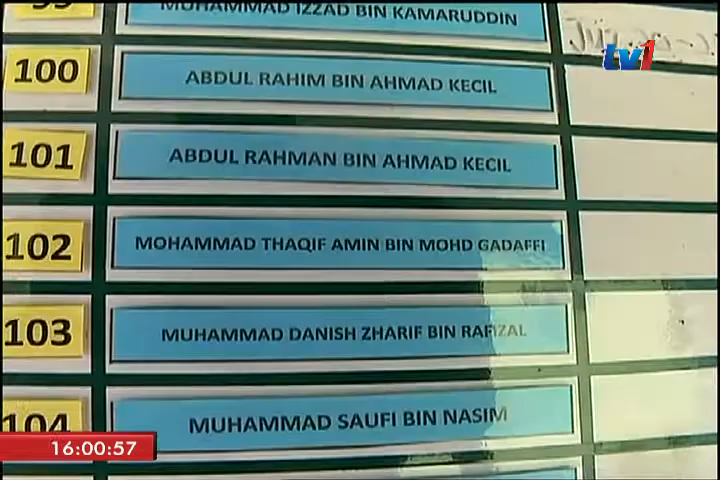 99 MUHAMMAD IZZAD BIN KAMARUDDIN
tv1
100 ABDUL RAHIM BIN AHMAD KECIL
101 ABDUL RAHMAN BIN AHMAD KECIL
102 MOHAMMAD THAQIF AMIN BIN MOHD GADAFFI
103 MUHAMMAD DANISH ZHARIF BIN RAFIZAL
104 MUHAMMAD SAUFI BIN NASIM
16:00:57